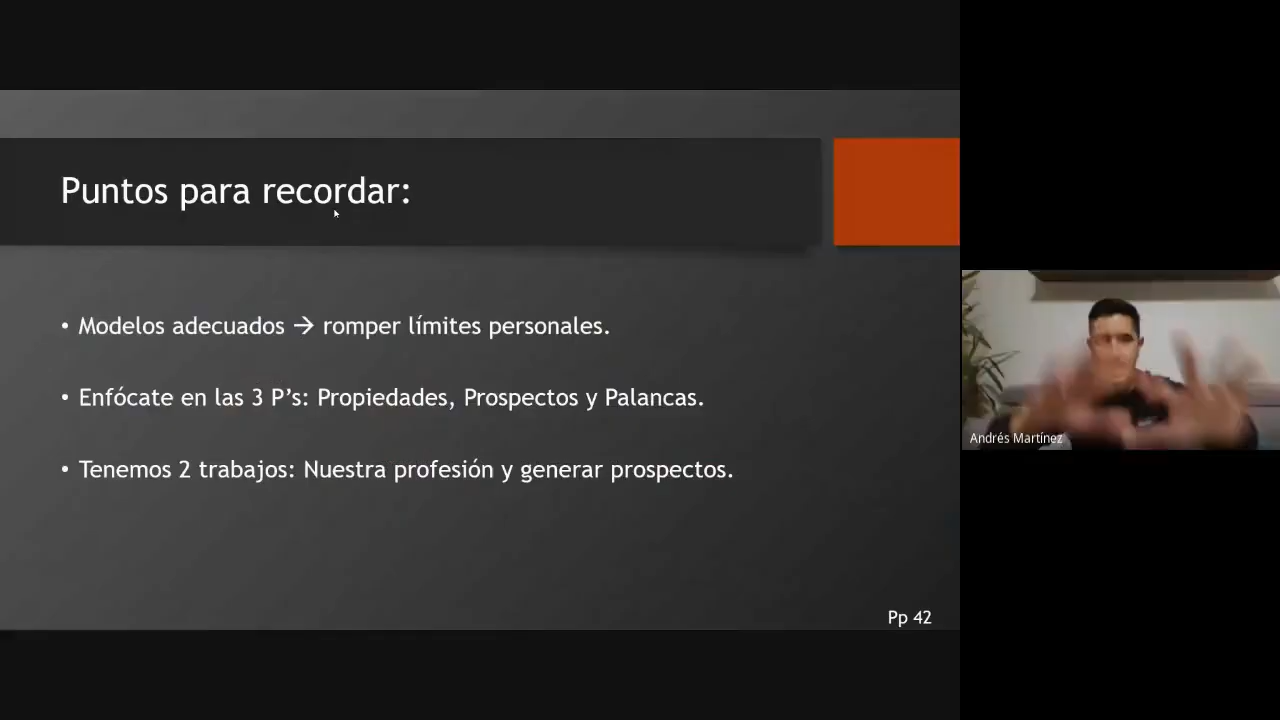 Puntos para recordar:
• Modelos adecuados → romper límites personales.
• Enfócate en las 3 P’s: Propiedades, Prospectos y Palancas.
• Tenemos 2 trabajos: Nuestra profesión y generar prospectos.
Pp 42
Andrés Martínez